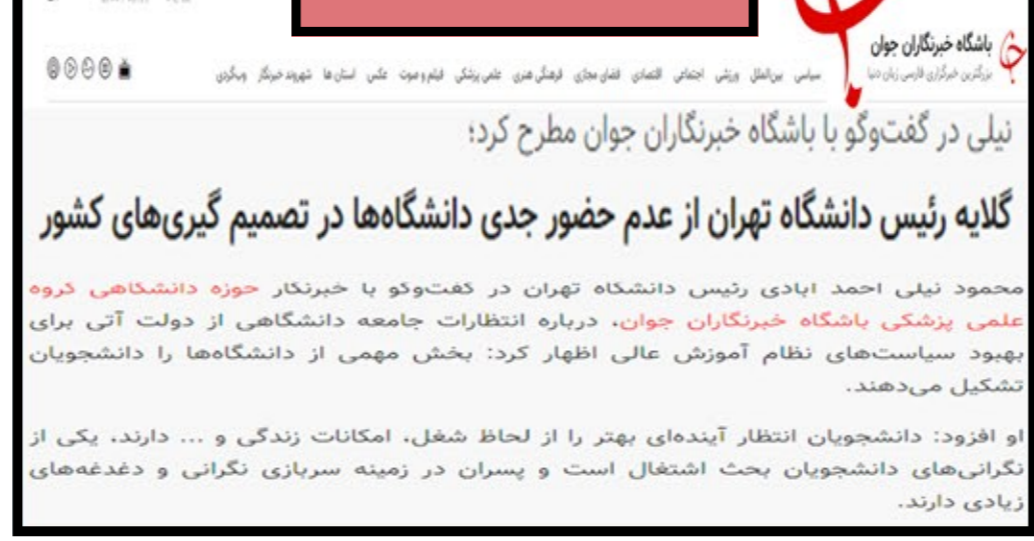 باشگاه خبرنگاران جوان
بزرگترین خبرگزاری فارسی زبان دنیا
سیاسی بین‌الملل ورزشی اجتماعی اقتصادی فضای مجازی فرهنگی هنری علمی پزشکی فیلم و صوت عکس استان ها شهروند خبرنگار وبگردی
نیلی در گفت‌وگو با باشگاه خبرنگاران جوان مطرح کرد؛
گلایه رئیس دانشگاه تهران از عدم حضور جدی دانشگاه‌ها در تصمیم گیری‌های کشور
محمود نیلی احمد آبادی رئیس دانشگاه تهران در گفت‌وگو با خبرنگار حوزه دانشگاهی گروه
علمی پزشکی باشگاه خبرنگاران جوان، درباره انتظارات جامعه دانشگاهی از دولت آتی برای
بهبود سیاست‌های نظام آموزش عالی اظهار کرد: بخش مهمی از دانشگاه‌ها را دانشجویان
تشکیل می‌دهند.
او افزود: دانشجویان انتظار آینده‌ای بهتر را از لحاظ شغل، امکانات زندگی و ... دارند، یکی از
نگرانی‌های دانشجویان بحث اشتغال است و پسران در زمینه سربازی نگرانی و دغدغه‌های
زیادی دارند.